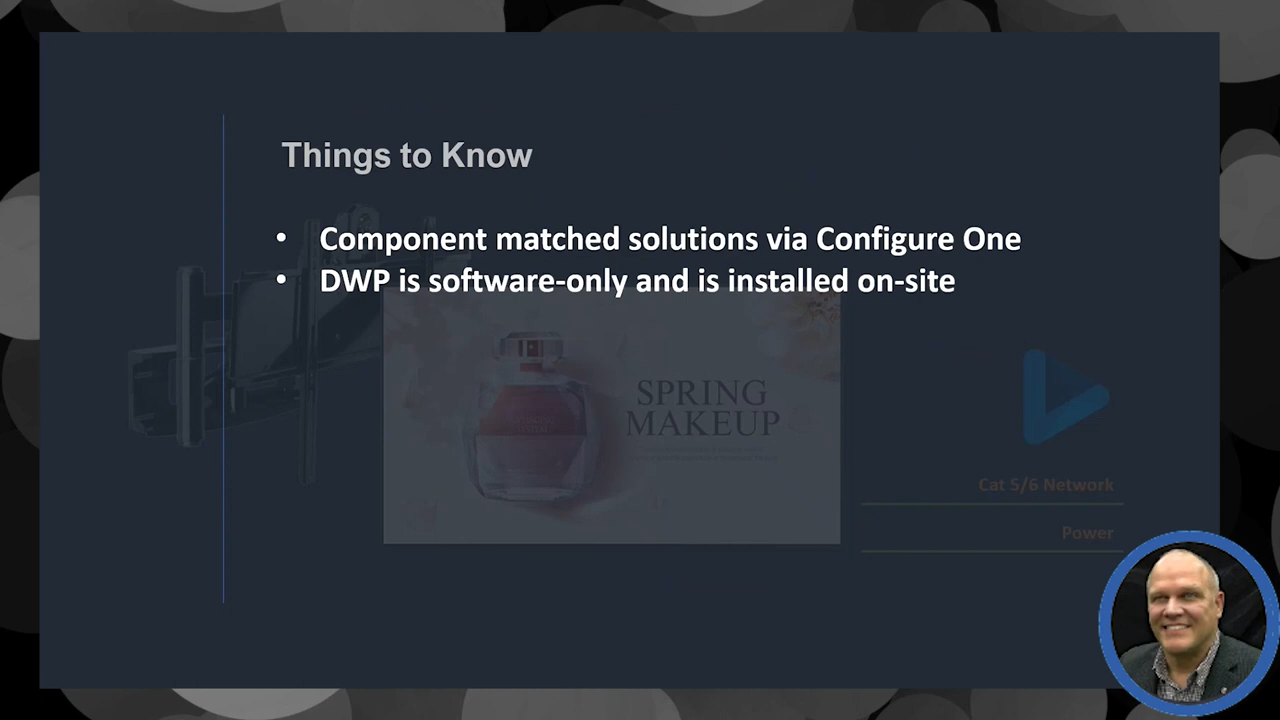 Things to Know
• Component matched solutions via Configure One
• DWP is software-only and is installed on-site
SPRING
MAKEUP
Cat 5/6 Network
Power